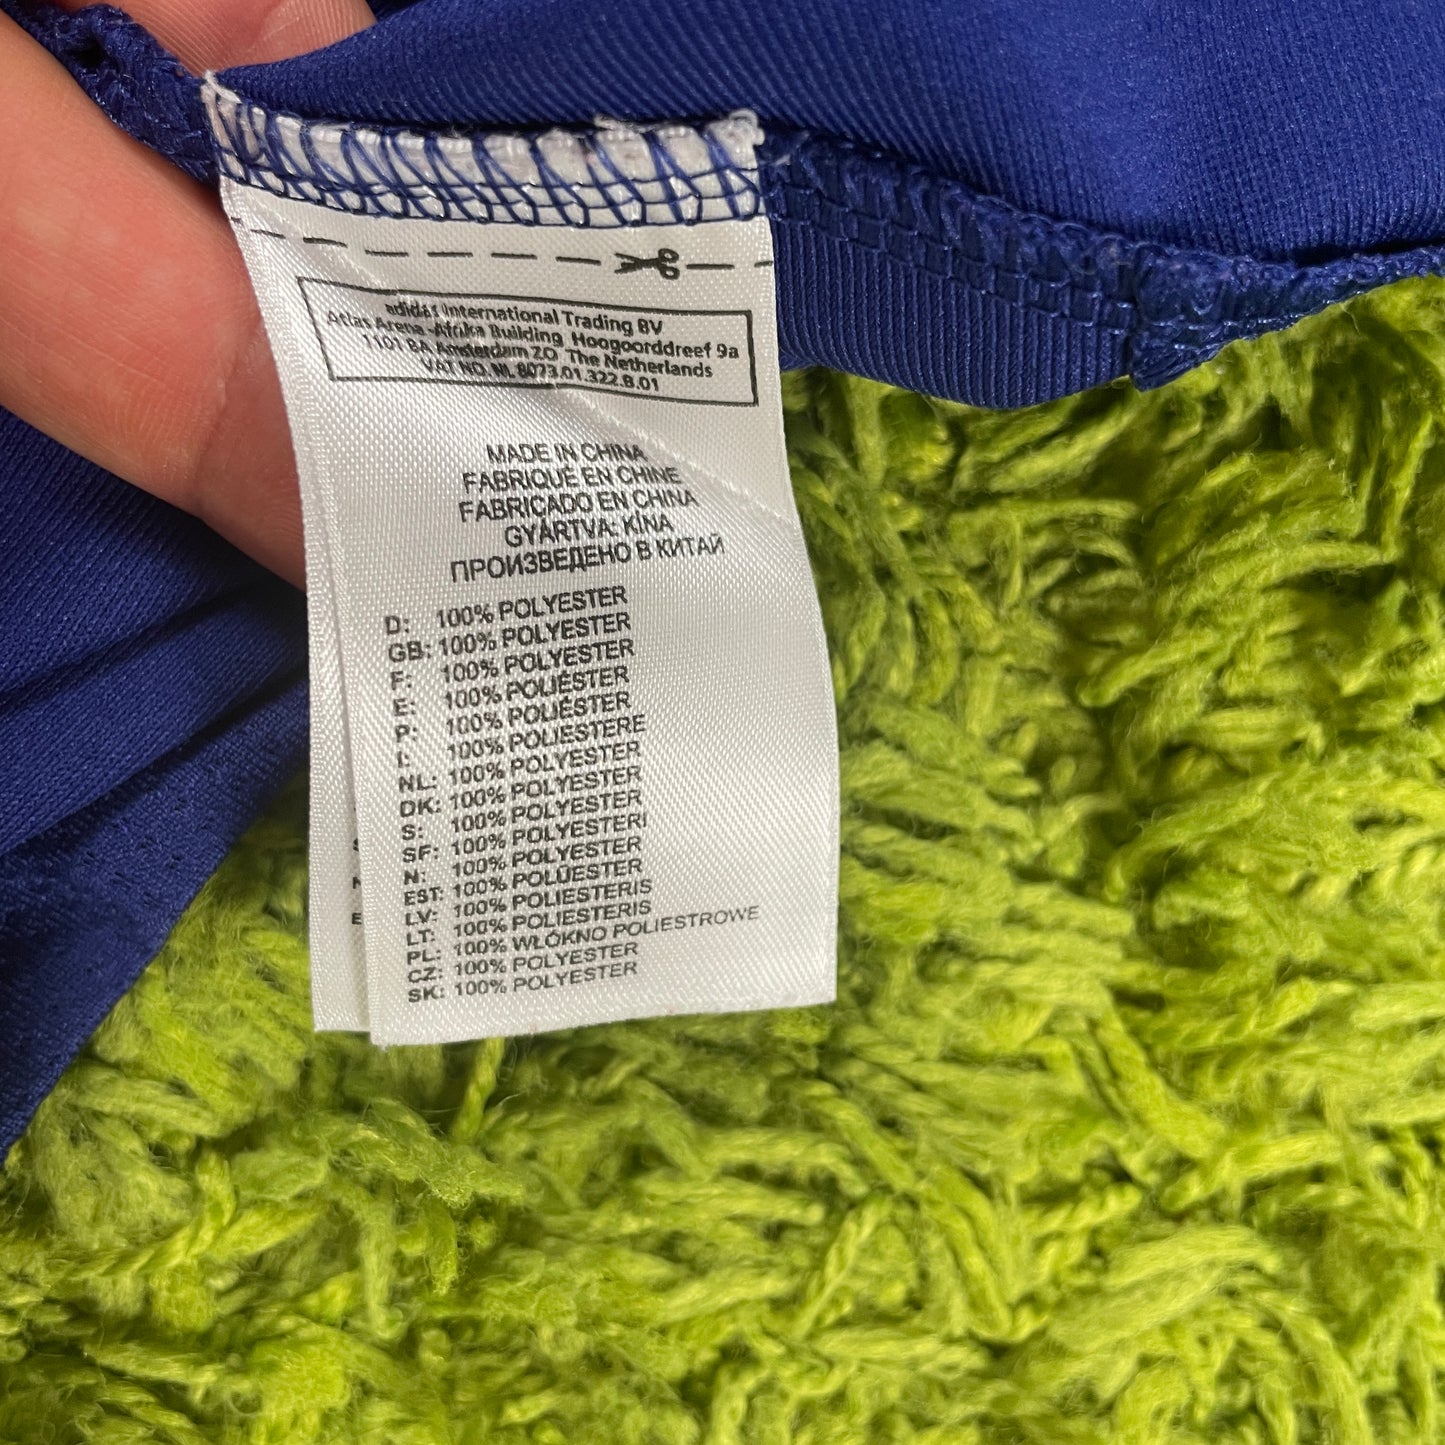 adidas International Trading BV
Atlas Arena -Afrika Building Hoogoorddreef 9a
1101 BA Amsterdam ZO The Netherlands
VAT NO. NL 8073.01.322.B.01
MADE IN CHINA
FABRIQUÉ EN CHINE
FABRICADO EN CHINA
GYÁRTVA: KÍNA
ПРОИЗВЕДЕНО В КИТАЙ
D: 100% POLYESTER
GB: 100% POLYESTER
F: 100% POLYESTER
E: 100% POLIÉSTER
P: 100% POLIÉSTER
I: 100% POLIESTERE
NL: 100% POLYESTER
DK: 100% POLYESTER
S: 100% POLYESTER
SF: 100% POLYESTERI
N: 100% POLYESTER
EST: 100% POLÜESTER
LV: 100% POLIESTERIS
LT: 100% POLIESTERIS
PL: 100% WŁÓKNO POLIESTROWE
CZ: 100% POLYESTER
SK: 100% POLYESTER